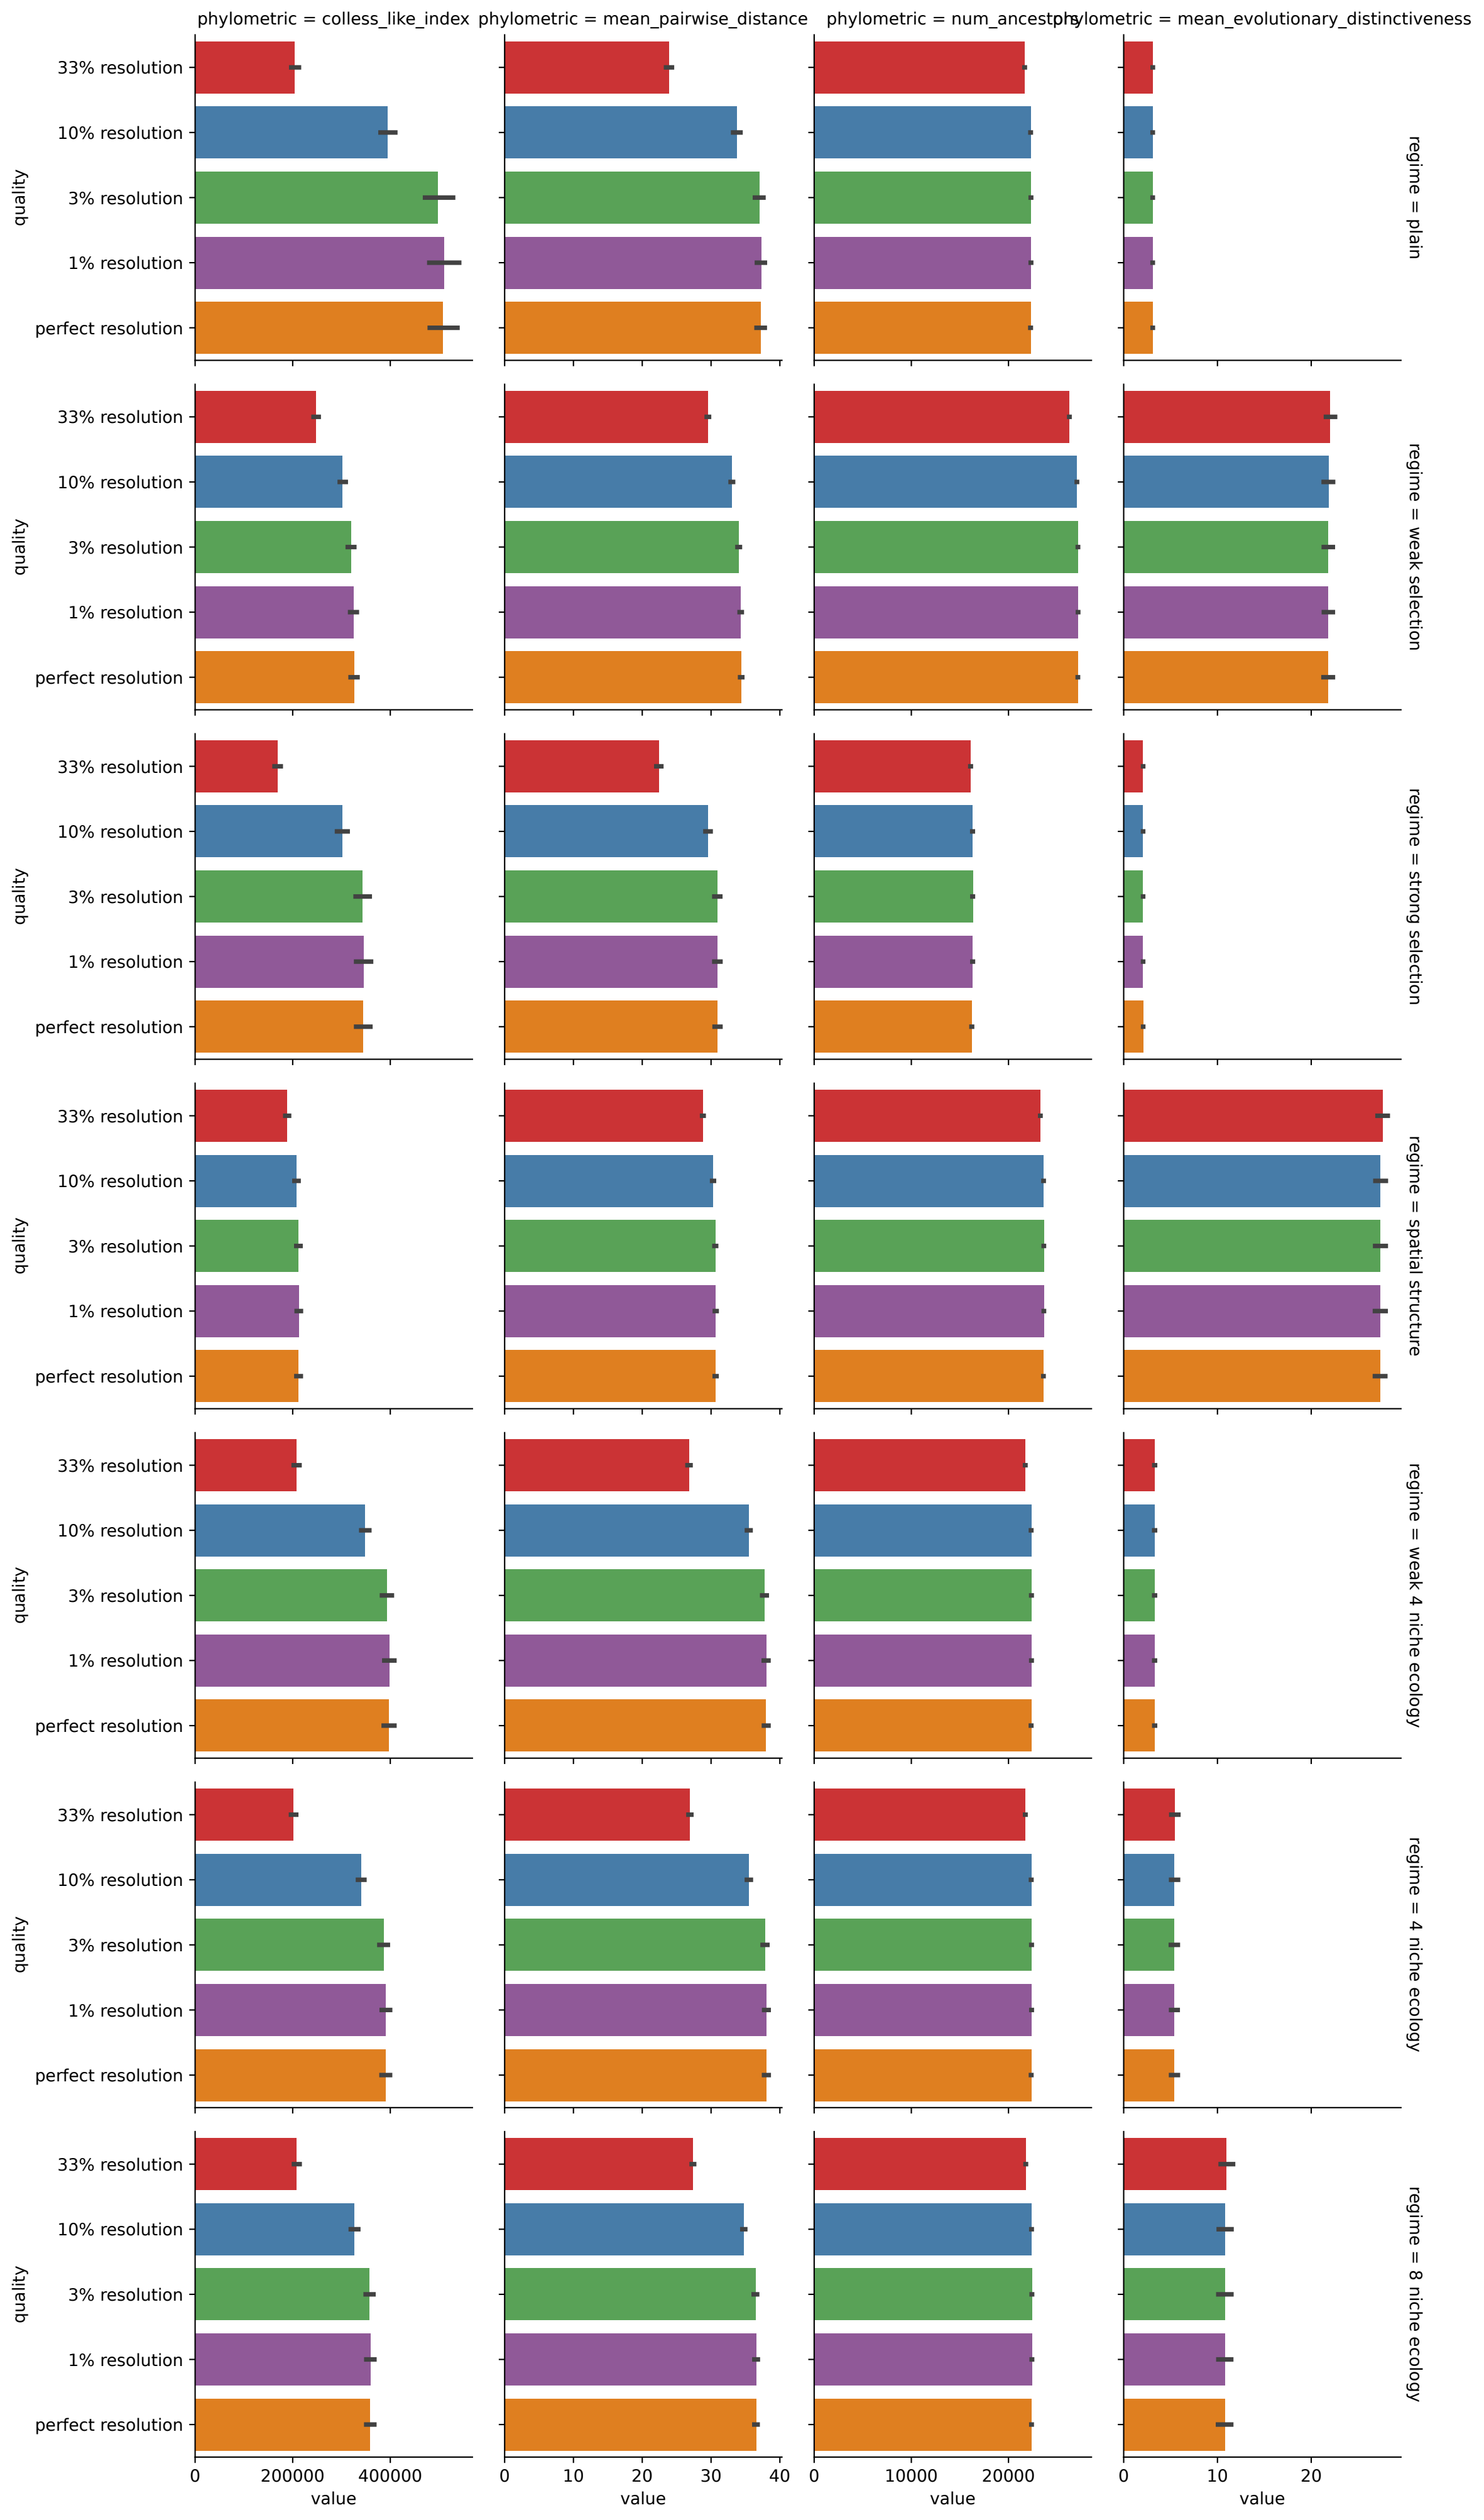 phylometric = colless_like_index
phylometric = mean_pairwise_distance
phylometric = num_ancestors
phylometric = mean_evolutionary_distinctiveness
quality
33% resolution
10% resolution
3% resolution
1% resolution
perfect resolution
regime = plain
quality
33% resolution
10% resolution
3% resolution
1% resolution
perfect resolution
regime = weak selection
quality
33% resolution
10% resolution
3% resolution
1% resolution
perfect resolution
regime = strong selection
quality
33% resolution
10% resolution
3% resolution
1% resolution
perfect resolution
regime = spatial structure
quality
33% resolution
10% resolution
3% resolution
1% resolution
perfect resolution
regime = weak 4 niche ecology
quality
33% resolution
10% resolution
3% resolution
1% resolution
perfect resolution
regime = 4 niche ecology
quality
33% resolution
10% resolution
3% resolution
1% resolution
perfect resolution
regime = 8 niche ecology
0 200000 400000
0 10 20 30 40
0 10000 20000
0 10 20
value
value
value
value